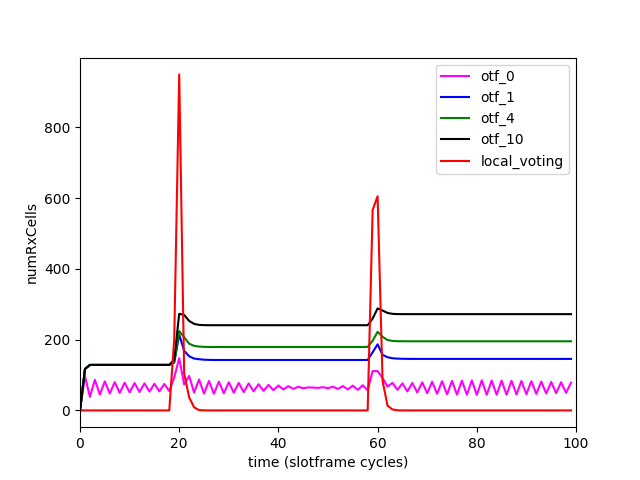 otf_0
otf_1
otf_4
otf_10
local_voting
numRxCells
800
600
400
200
0
0 20 40 60 80 100
time (slotframe cycles)